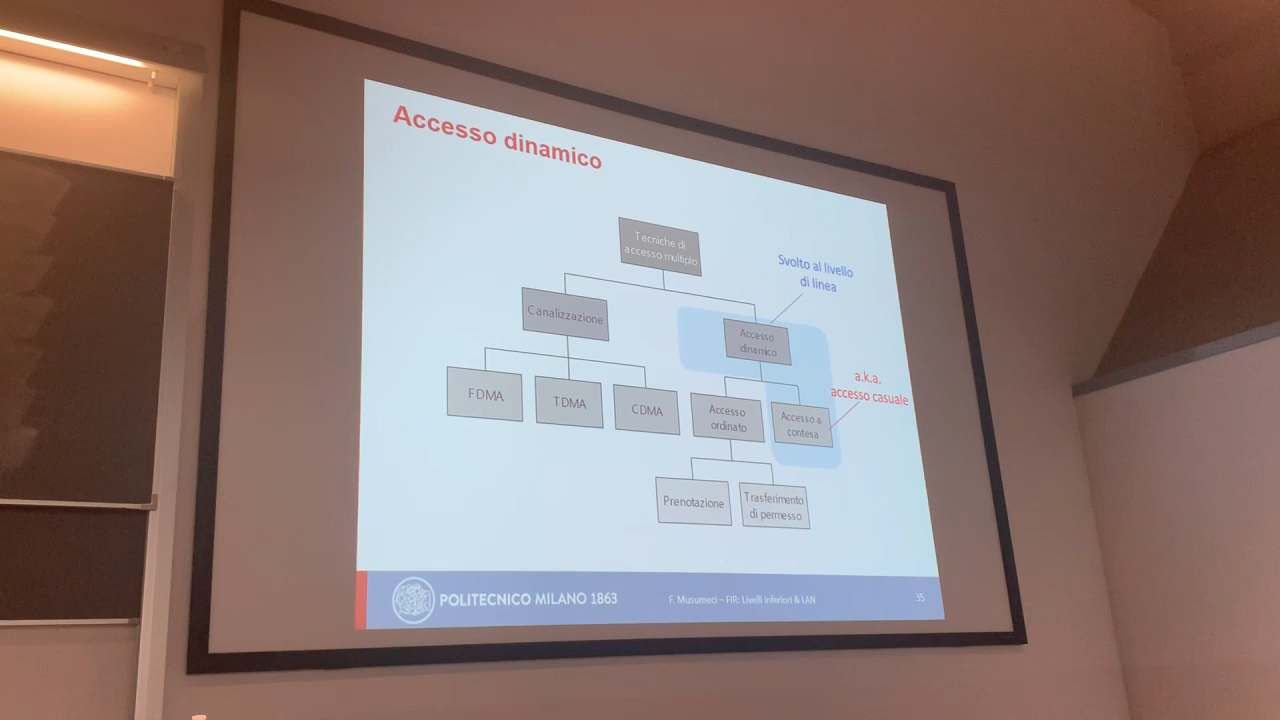 Accesso dinamico
Tecniche di
accesso multiplo
Svolto al livello
di linea
Canalizzazione
Accesso
dinamico
a.k.a.
accesso casuale
FDMA
TDMA
CDMA
Accesso
ordinato
Accesso a
contesa
Prenotazione
Trasferimento
di permesso
POLITECNICO MILANO 1863
F. Musumeci – FIR: Livelli inferiori & LAN
35